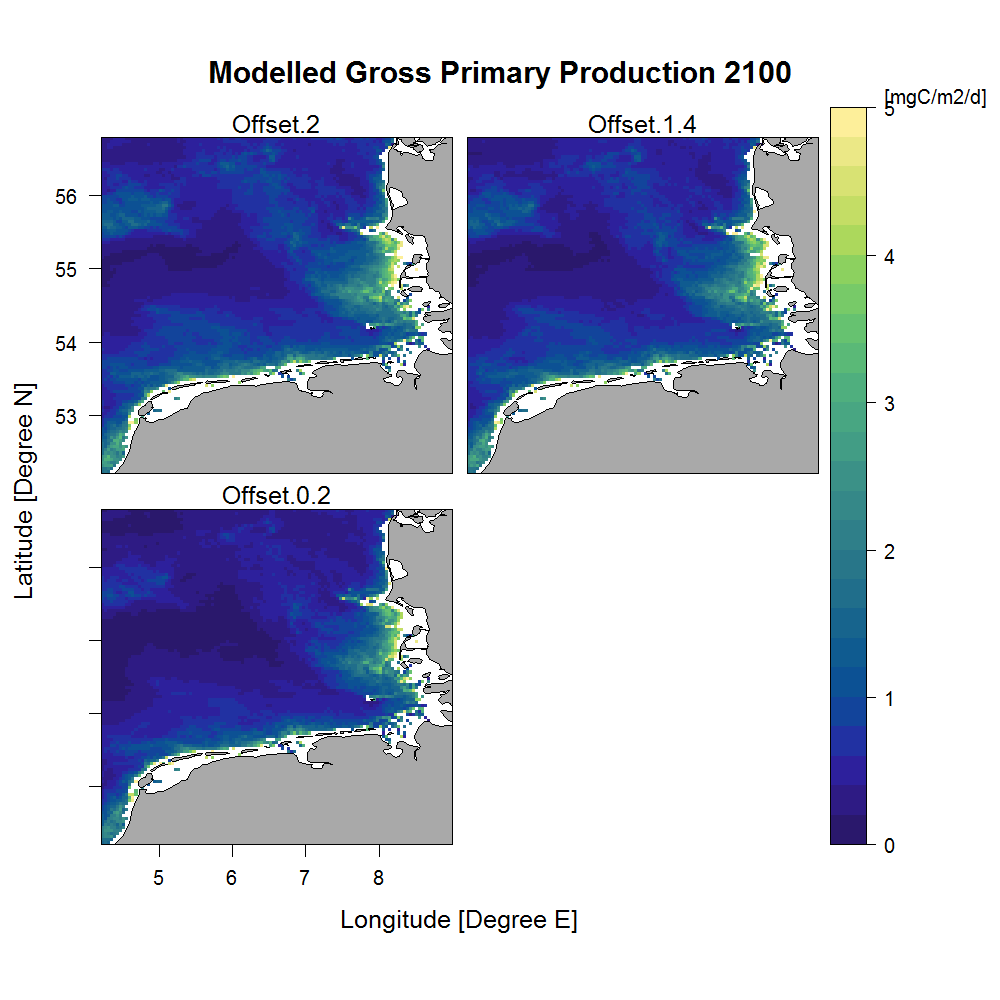 Modelled Gross Primary Production 2100
[mgC/m2/d]
Offset.2
Offset.1.4
56
55
54
53
Offset.0.2
5
4
3
2
1
0
Latitude [Degree N]
5 6 7 8
Longitude [Degree E]